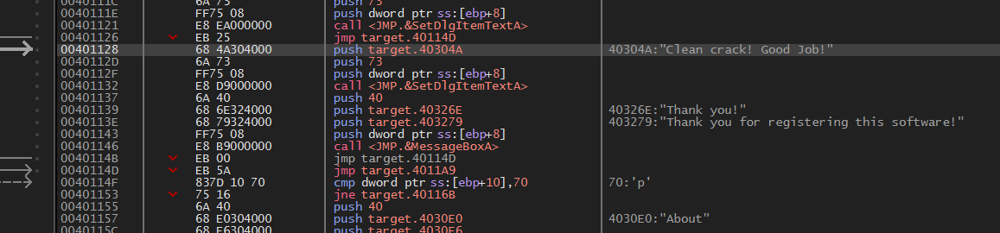 0040111C 6A 73 push 73
0040111E FF75 08 push dword ptr ss:[ebp+8]
00401121 E8 EA000000 call <JMP.&SetDlgItemTextA>
00401126 EB 25 jmp target.40114D
00401128 68 4A304000 push target.40304A 40304A:"Clean crack! Good Job!"
0040112D 6A 73 push 73
0040112F FF75 08 push dword ptr ss:[ebp+8]
00401132 E8 D9000000 call <JMP.&SetDlgItemTextA>
00401137 6A 40 push 40
00401139 68 6E324000 push target.40326E 40326E:"Thank you!"
0040113E 68 79324000 push target.403279 403279:"Thank you for registering this software!"
00401143 FF75 08 push dword ptr ss:[ebp+8]
00401146 E8 B9000000 call <JMP.&MessageBoxA>
0040114B EB 00 jmp target.40114D
0040114D EB 5A jmp target.4011A9
0040114F 837D 10 70 cmp dword ptr ss:[ebp+10],70 70:'p'
00401153 75 16 jne target.40116B
00401155 6A 40 push 40
00401157 68 E0304000 push target.4030E0 4030E0:"About"
0040115C 68 E6304000 push target.4030E6